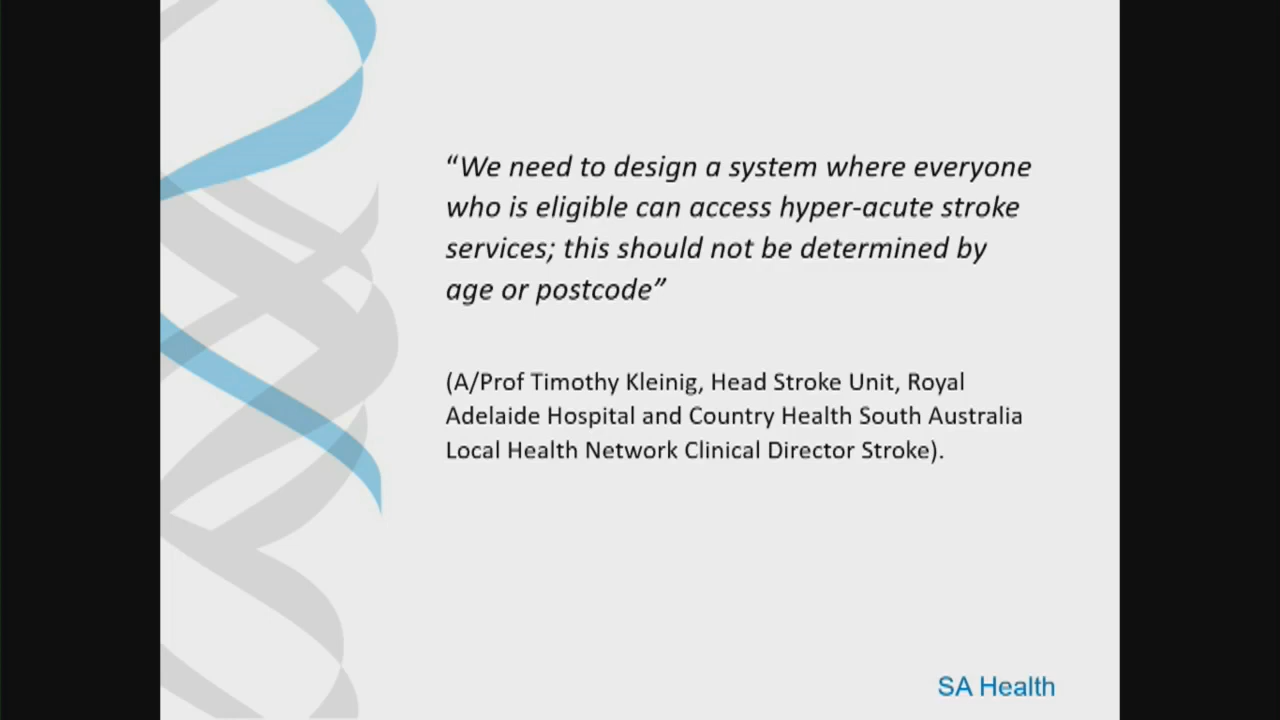 “We need to design a system where everyone
who is eligible can access hyper-acute stroke
services; this should not be determined by
age or postcode”
(A/Prof Timothy Kleinig, Head Stroke Unit, Royal
Adelaide Hospital and Country Health South Australia
Local Health Network Clinical Director Stroke).
SA Health